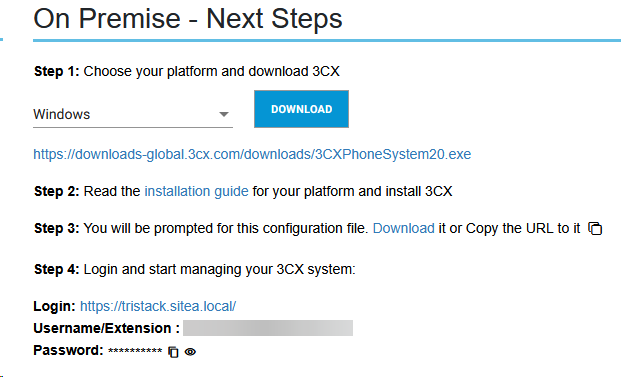 On Premise - Next Steps
Step 1: Choose your platform and download 3CX
Windows
DOWNLOAD
https://downloads-global.3cx.com/downloads/3CXPhoneSystem20.exe
Step 2: Read the installation guide for your platform and install 3CX
Step 3: You will be prompted for this configuration file. Download it or Copy the URL to it
Step 4: Login and start managing your 3CX system:
Login: https://tristack.sitea.local/
Username/Extension :
Password: **********